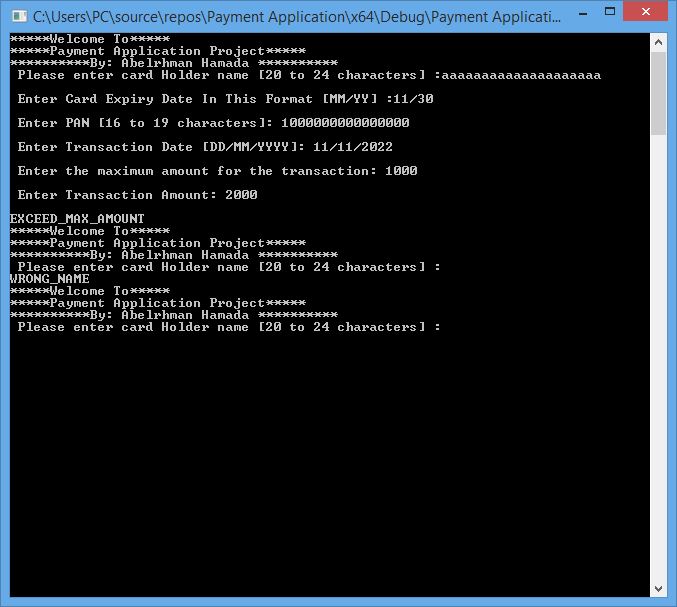 C:\Users\PC\source\repos\Payment Application\x64\Debug\Payment Applicati...
*****Welcome To*****
*****Payment Application Project*****
**********By: Abelrhman Hamada **********
Please enter card Holder name [20 to 24 characters] :aaaaaaaaaaaaaaaaaaaa
Enter Card Expiry Date In This Format [MM/YY] :11/30
Enter PAN [16 to 19 characters]: 1000000000000000
Enter Transaction Date [DD/MM/YYYY]: 11/11/2022
Enter the maximum amount for the transaction: 1000
Enter Transaction Amount: 2000
EXCEED_MAX_AMOUNT
*****Welcome To*****
*****Payment Application Project*****
**********By: Abelrhman Hamada **********
Please enter card Holder name [20 to 24 characters] :
WRONG_NAME
*****Welcome To*****
*****Payment Application Project*****
**********By: Abelrhman Hamada **********
Please enter card Holder name [20 to 24 characters] :